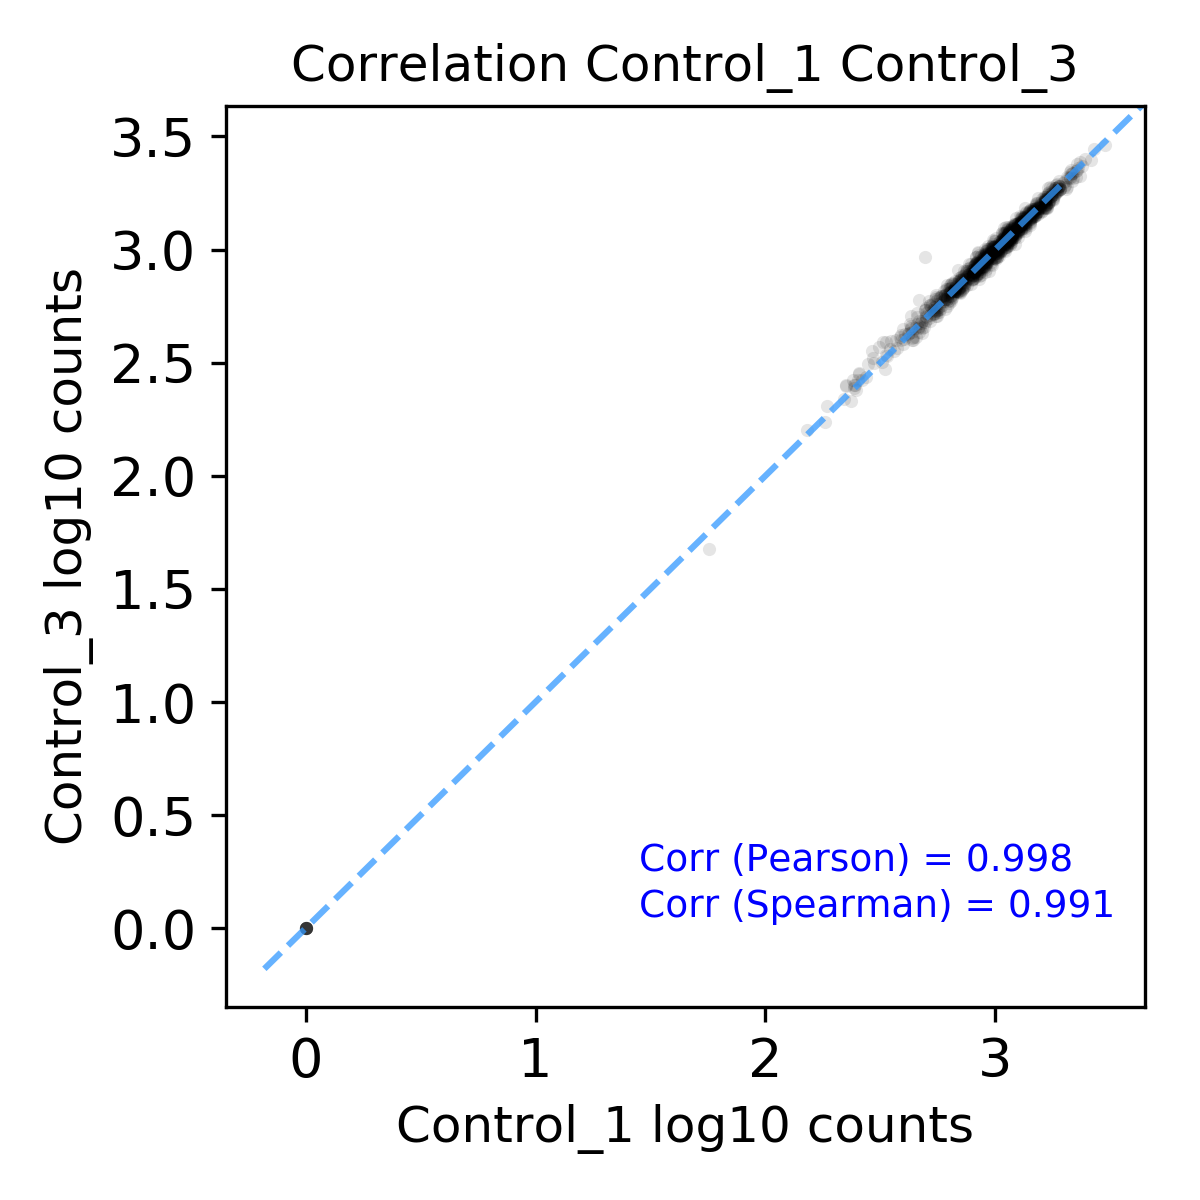 Correlation Control_1 Control_3
3.5
3.0
2.5
2.0
1.5
1.0
0.5
0.0
Control_3 log10 counts
Corr (Pearson) = 0.998
Corr (Spearman) = 0.991
0 1 2 3
Control_1 log10 counts